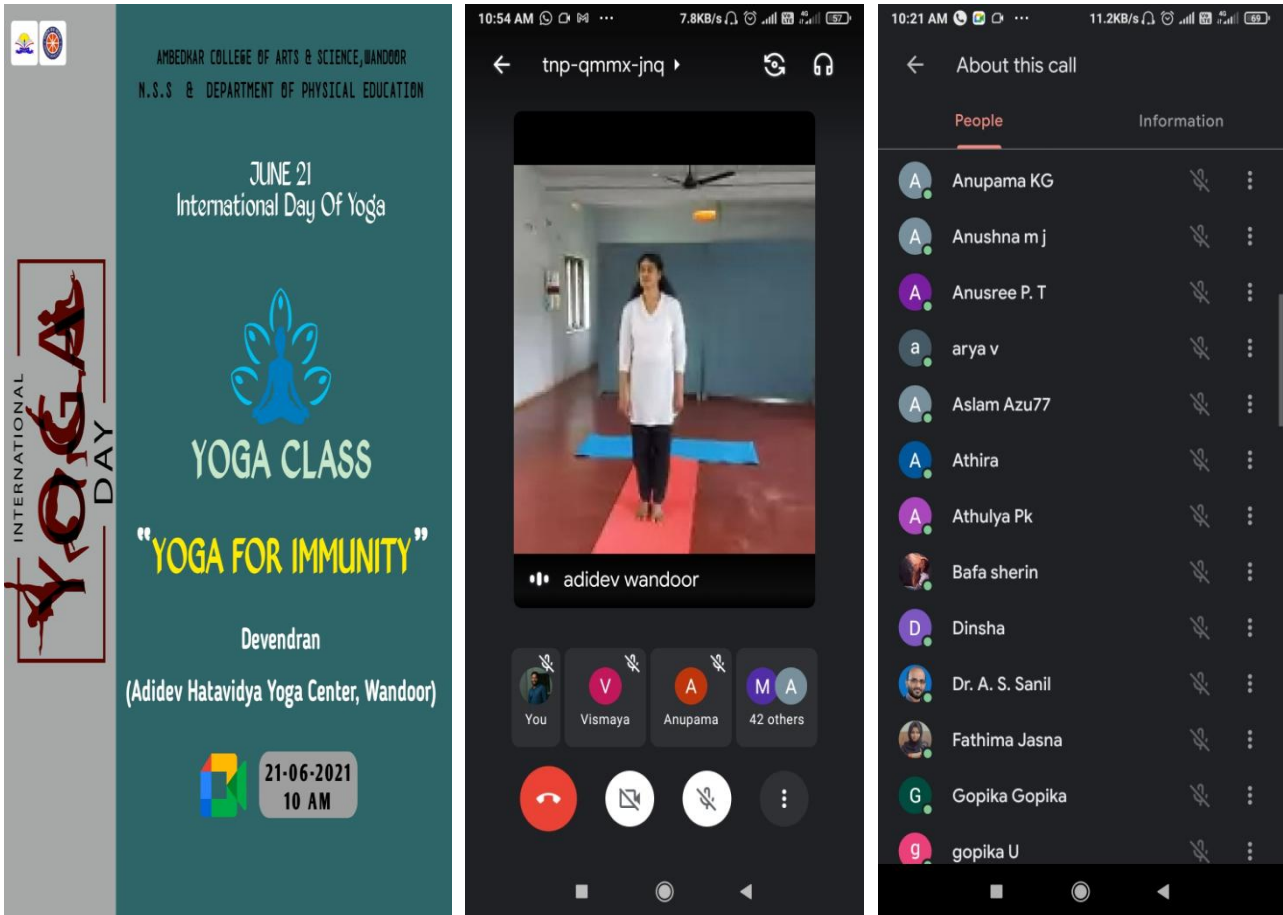 AMBEDKAR COLLEGE OF ARTS & SCIENCE,WANDOOR
N.S.S & DEPARTMENT OF PHYSICAL EDUCATION
JUNE 21
International Day Of Yoga
INTERNATIONAL
YOGA
DAY
YOGA CLASS
“YOGA FOR IMMUNITY”
Devendran
(Adidev Hatavidya Yoga Center, Wandoor)
21-06-2021
10 AM
10:54 AM ··· 7.8KB/s 4G 57
tnp-qmmx-jnq
adidev wandoor
V A M A
You Vismaya Anupama 42 others
10:21 AM ··· 11.2KB/s 4G 69
About this call
People Information
A Anupama KG
A Anushna m j
A Anusree P. T
a arya v
A Aslam Azu77
A Athira
A Athulya Pk
Bafa sherin
D Dinsha
Dr. A. S. Sanil
Fathima Jasna
G Gopika Gopika
g gopika U